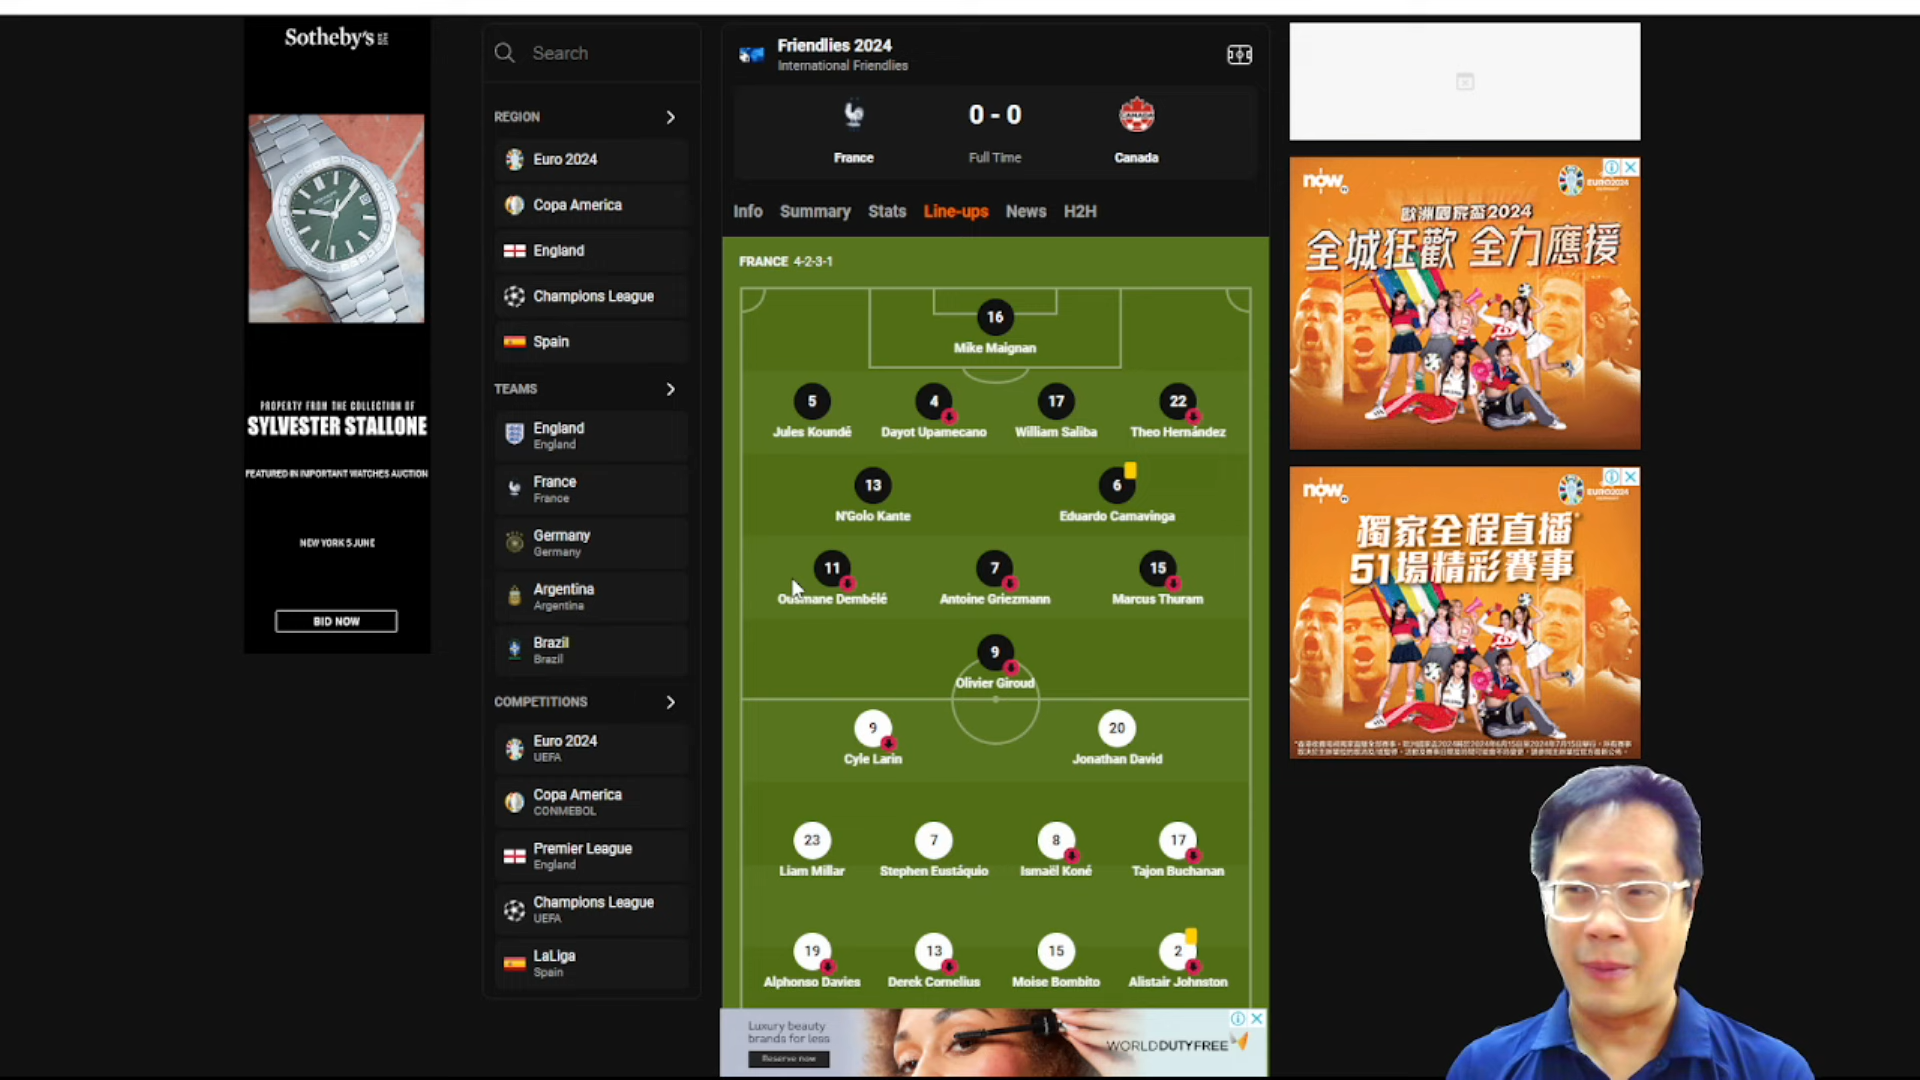 Sotheby's
PROPERTY FROM THE COLLECTION OF
SYLVESTER STALLONE
FEATURED IN IMPORTANT WATCHES AUCTION
NEW YORK 5 JUNE
BID NOW
Search
REGION
Euro 2024
Copa America
England
Champions League
Spain
TEAMS
England
England
France
France
Germany
Germany
Argentina
Argentina
Brazil
Brazil
COMPETITIONS
Euro 2024
UEFA
Copa America
CONMEBOL
Premier League
England
Champions League
UEFA
LaLiga
Spain
Friendlies 2024
International Friendlies
0 - 0
CANADA
France
Full Time
Canada
Info Summary Stats Line-ups News H2H
FRANCE 4-2-3-1
16
Mike Maignan
5 4 17 22
Jules Koundé Dayot Upamecano William Saliba Theo Hernández
13 6
N'Golo Kante Eduardo Camavinga
11 7 15
Ousmane Dembélé Antoine Griezmann Marcus Thuram
9
Olivier Giroud
9 20
Cyle Larin Jonathan David
23 7 8 17
Liam Millar Stephen Eustáquio Ismaël Koné Tajon Buchanan
19 13 15 2
Alphonso Davies Derek Cornelius Moise Bombito Alistair Johnston
Luxury beauty
brands for less
Reserve now
WORLDDUTYFREE
now
EURO2024
歐洲國家盃2024
全城狂歡 全力應援
now
EURO2024
獨家全程直播*
51場精彩賽事